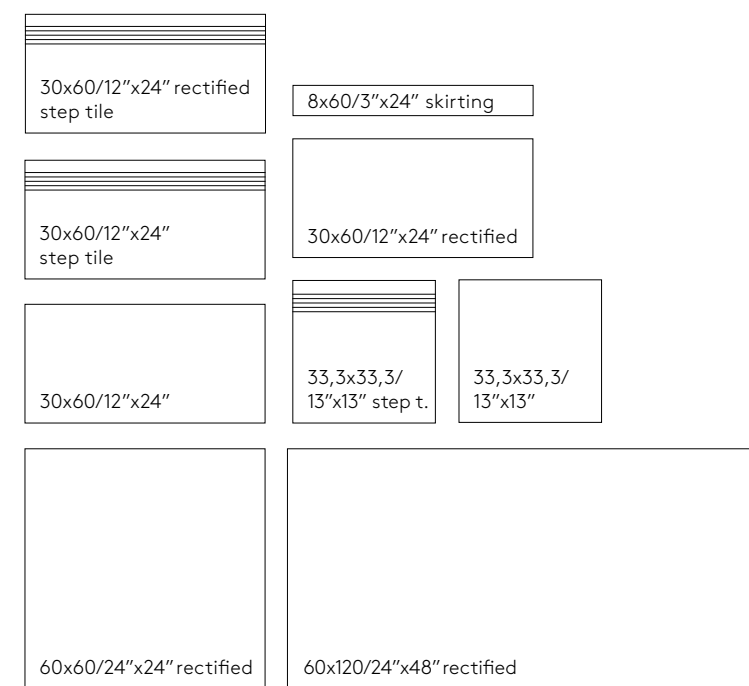 30x60/12”x24” rectified
step tile
8x60/3”x24” skirting
30x60/12”x24”
step tile
30x60/12”x24” rectified
30x60/12”x24”
33,3x33,3/
13”x13” step t.
33,3x33,3/
13”x13”
60x60/24”x24” rectified
60x120/24”x48” rectified